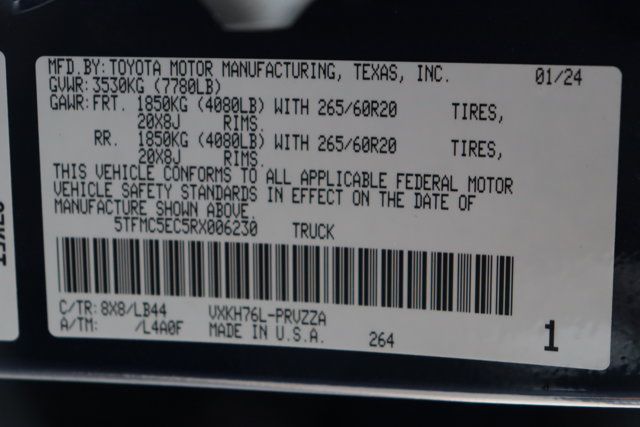 MFD.BY:TOYOTA MOTOR MANUFACTURING, TEXAS, INC. 01/24
GVWR:3530KG (7780LB)
GAWR:FRT. 1850KG (4080LB) WITH 265/60R20 TIRES,
20X8J RIMS.
RR. 1850KG (4080LB) WITH 265/60R20 TIRES,
20X8J RIMS.
THIS VEHICLE CONFORMS TO ALL APPLICABLE FEDERAL MOTOR
VEHICLE SAFETY STANDARDS IN EFFECT ON THE DATE OF
MANUFACTURE SHOWN ABOVE.
5TFMC5EC5RX006230 TRUCK
C/TR:8X8/LB44 VXKH76L-PRVZZA
A/TM: /L4A0F MADE IN U.S.A. 264 1